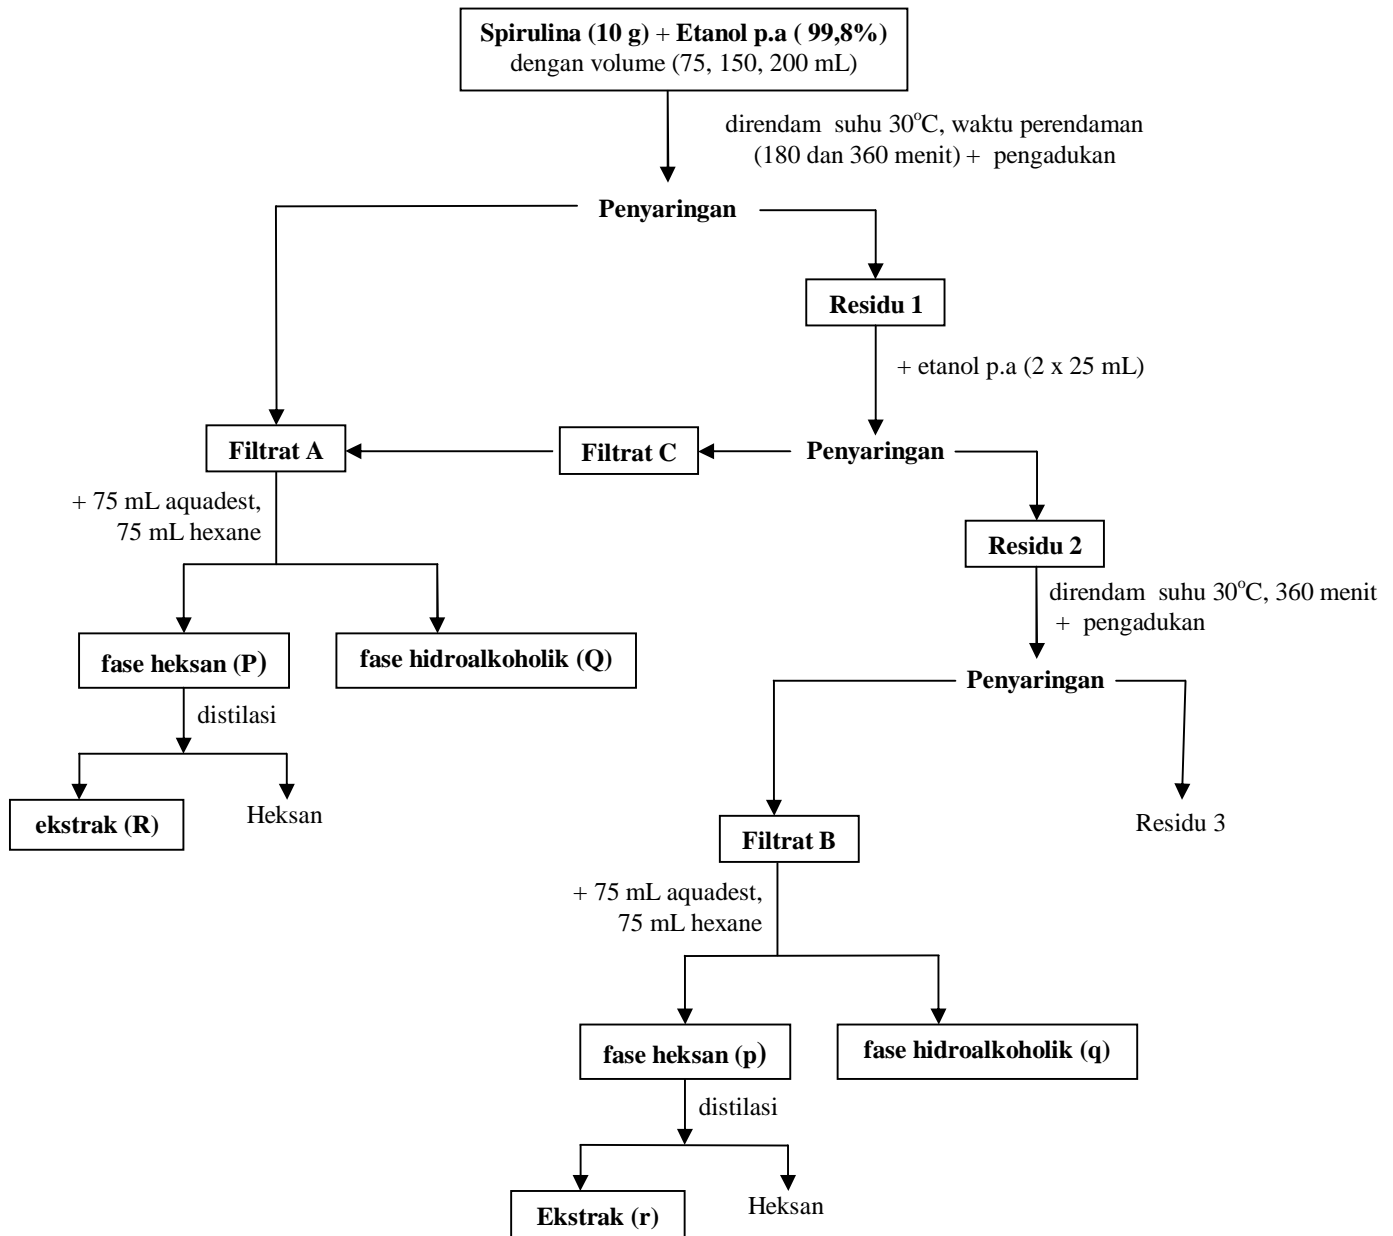 Spirulina (10 g) + Etanol p.a ( 99,8%)
dengan volume (75, 150, 200 mL)
direndam suhu 30°C, waktu perendaman
(180 dan 360 menit) + pengadukan
Penyaringan
Residu 1
+ etanol p.a (2 x 25 mL)
Filtrat A
Filtrat C
Penyaringan
+ 75 mL aquadest,
75 mL hexane
Residu 2
direndam suhu 30°C, 360 menit
+ pengadukan
fase heksan (P)
fase hidroalkoholik (Q)
Penyaringan
distilasi
ekstrak (R)
Heksan
Filtrat B
Residu 3
+ 75 mL aquadest,
75 mL hexane
fase heksan (p)
fase hidroalkoholik (q)
distilasi
Ekstrak (r)
Heksan